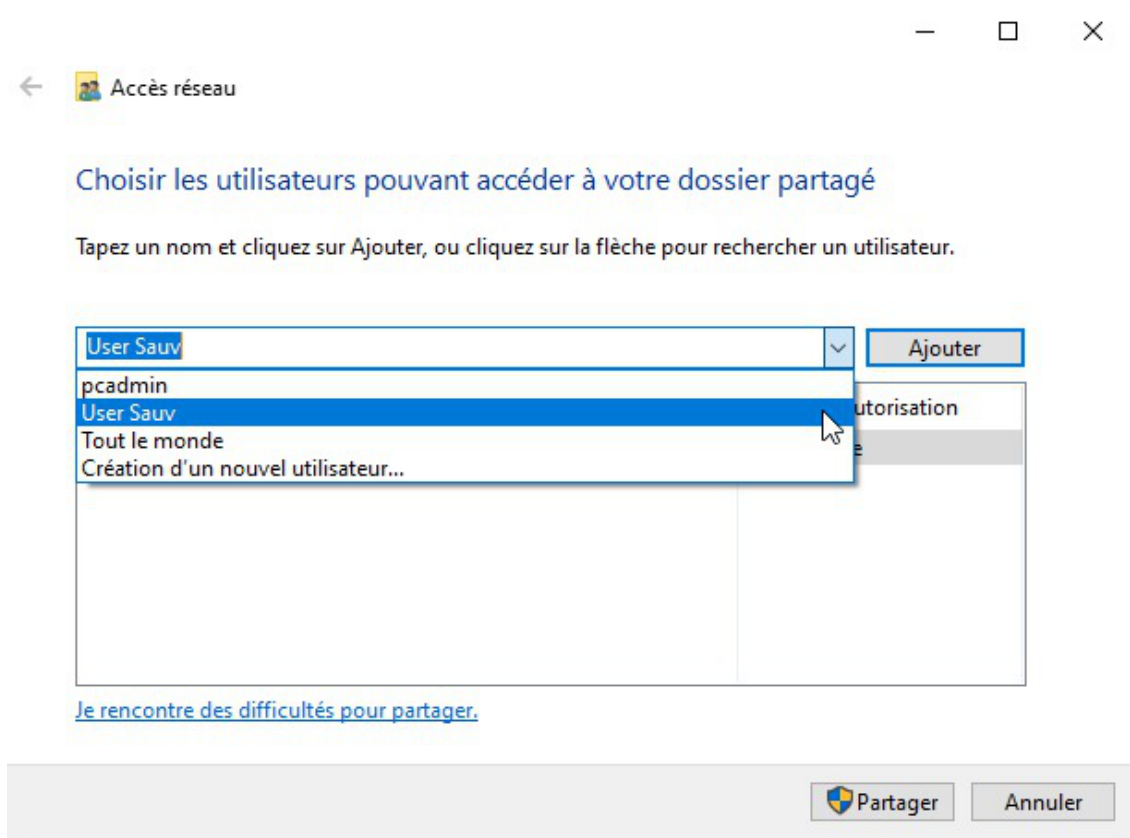 Accès réseau
Choisir les utilisateurs pouvant accéder à votre dossier partagé
Tapez un nom et cliquez sur Ajouter, ou cliquez sur la flèche pour rechercher un utilisateur.
User Sauv
Ajouter
pcadmin
User Sauv
utorisation
Tout le monde
e
Création d'un nouvel utilisateur...
Je rencontre des difficultés pour partager.
Partager
Annuler